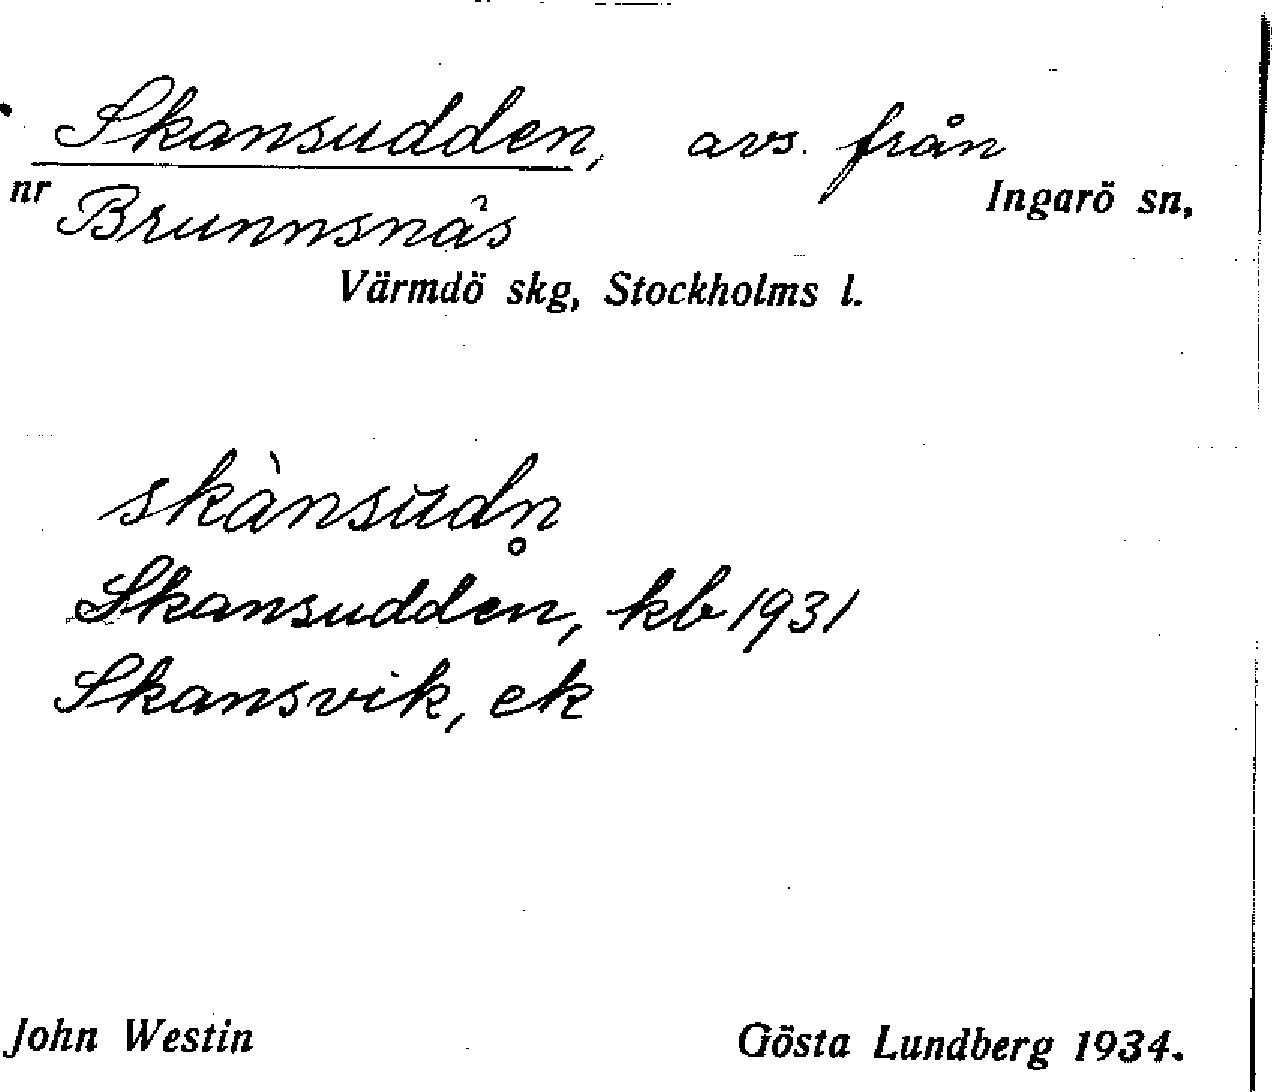 Skansudden, avs. från
nr Brunnsnäs Ingarö sn,
Värmdö skg, Stockholms l.
skànsŭdn̥
Skansudden, kb 1931
Skansvik, ek
John Westin Gösta Lundberg 1934.